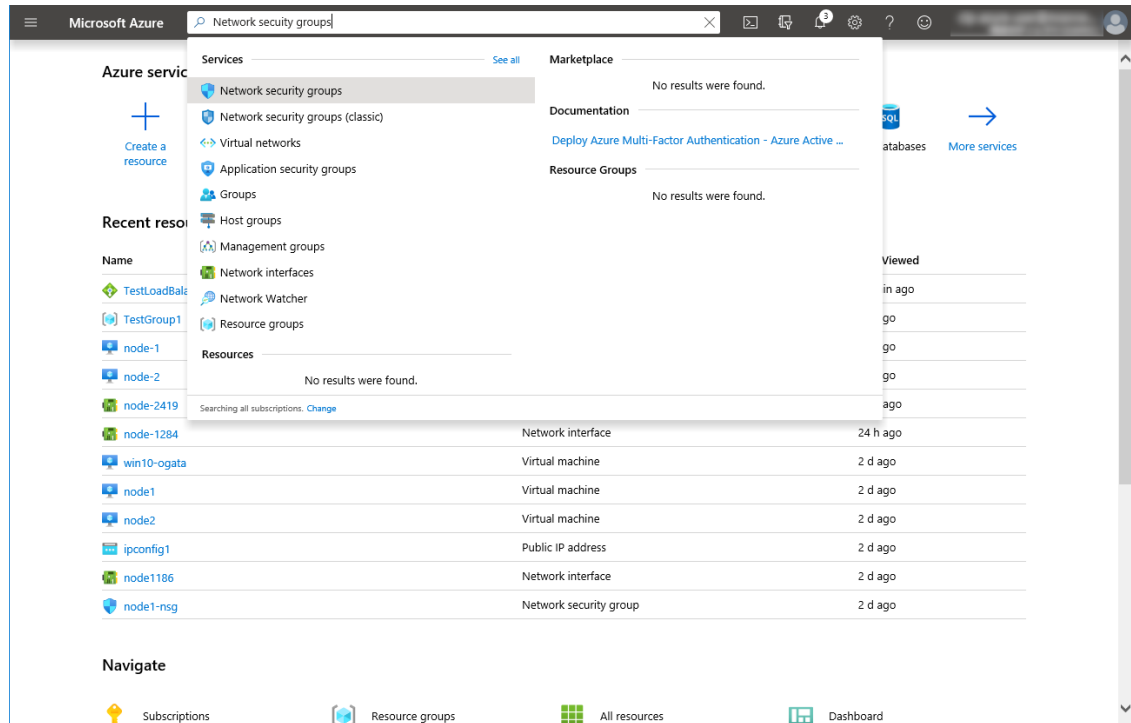 Microsoft Azure
Network secuity groups
3
Azure servic
Services
See all
Marketplace
Network security groups
No results were found.
Network security groups (classic)
Documentation
Virtual networks
Deploy Azure Multi-Factor Authentication - Azure Active ...
Application security groups
Resource Groups
Groups
No results were found.
Host groups
Management groups
Network interfaces
Network Watcher
Resource groups
Resources
No results were found.
Searching all subscriptions. Change
Create a
resource
SQL
atabases
More services
Recent resou
Name
Viewed
TestLoadBala
in ago
TestGroup1
go
node-1
go
node-2
go
node-2419
ago
node-1284 Network interface 24 h ago
win10-ogata Virtual machine 2 d ago
node1 Virtual machine 2 d ago
node2 Virtual machine 2 d ago
ipconfig1 Public IP address 2 d ago
node1186 Network interface 2 d ago
node1-nsg Network security group 2 d ago
Navigate
Subscriptions
Resource groups
All resources
Dashboard